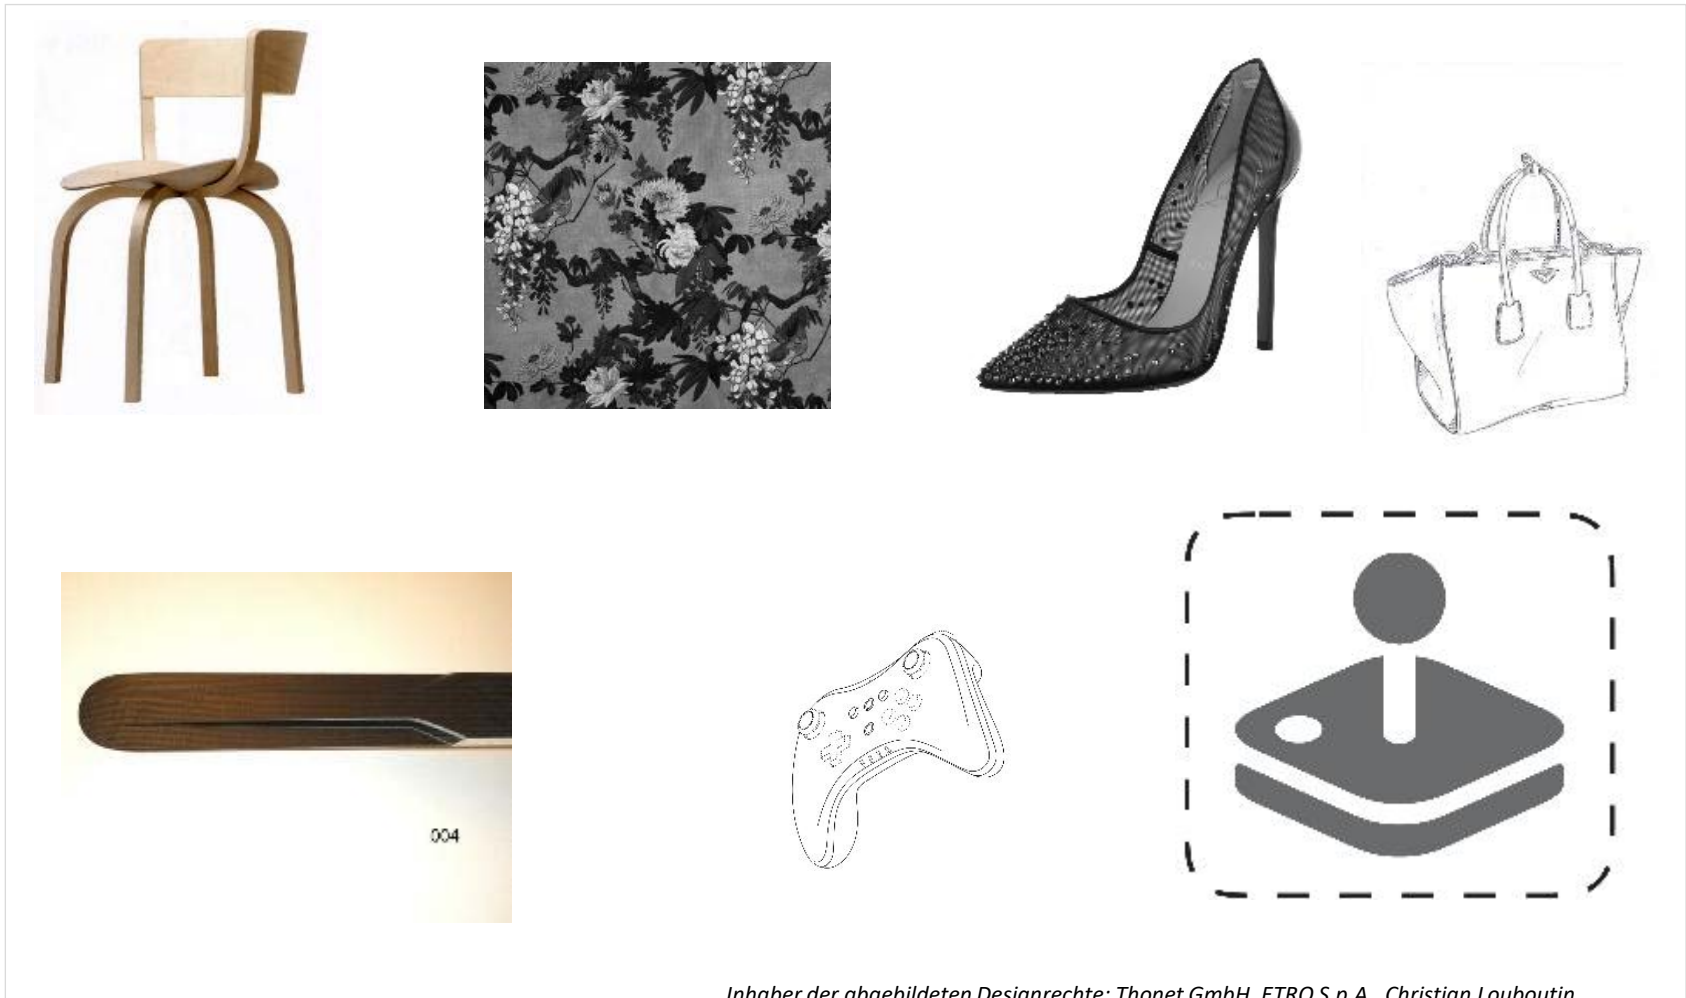 004
Inhaber der abgebildeten Designrechte: Thonet GmbH, ETRO S.p.A., Christian Louboutin